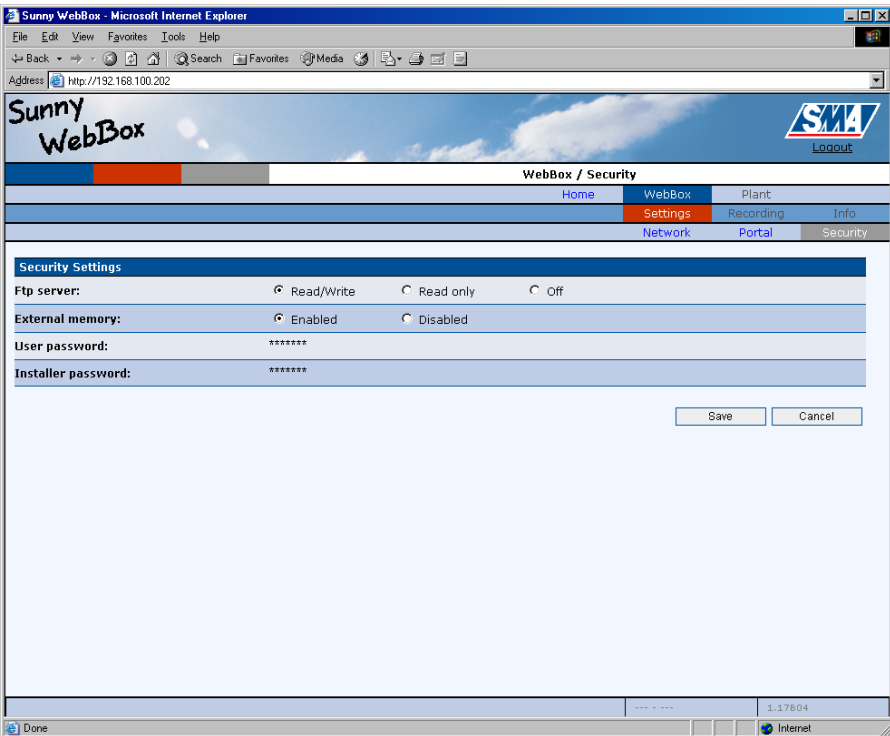 Sunny WebBox - Microsoft Internet Explorer
File Edit View Favorites Tools Help
Back Search Favorites Media
Address http://192.168.100.202
Sunny
WebBox
SMA
Logout
WebBox / Security
Home WebBox Plant
Settings Recording Info
Network Portal Security
Security Settings
Ftp server: Read/Write Read only Off
External memory: Enabled Disabled
User password: *******
Installer password: *******
Save Cancel
--- - --- 1.17B04
Done Internet